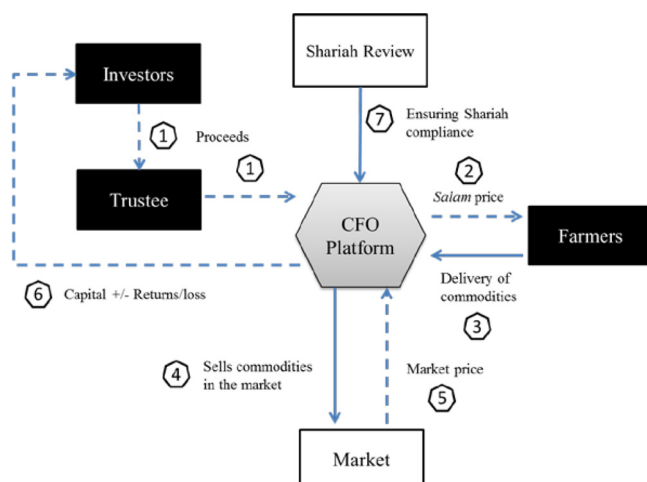 Investors
Shariah Review
1
Proceeds
7
Ensuring Shariah
compliance
1
2
Salam price
Trustee
CFO
Platform
Farmers
6
Capital +/- Returns/loss
Delivery of
commodities
3
4
Sells commodities
in the market
Market price
5
Market